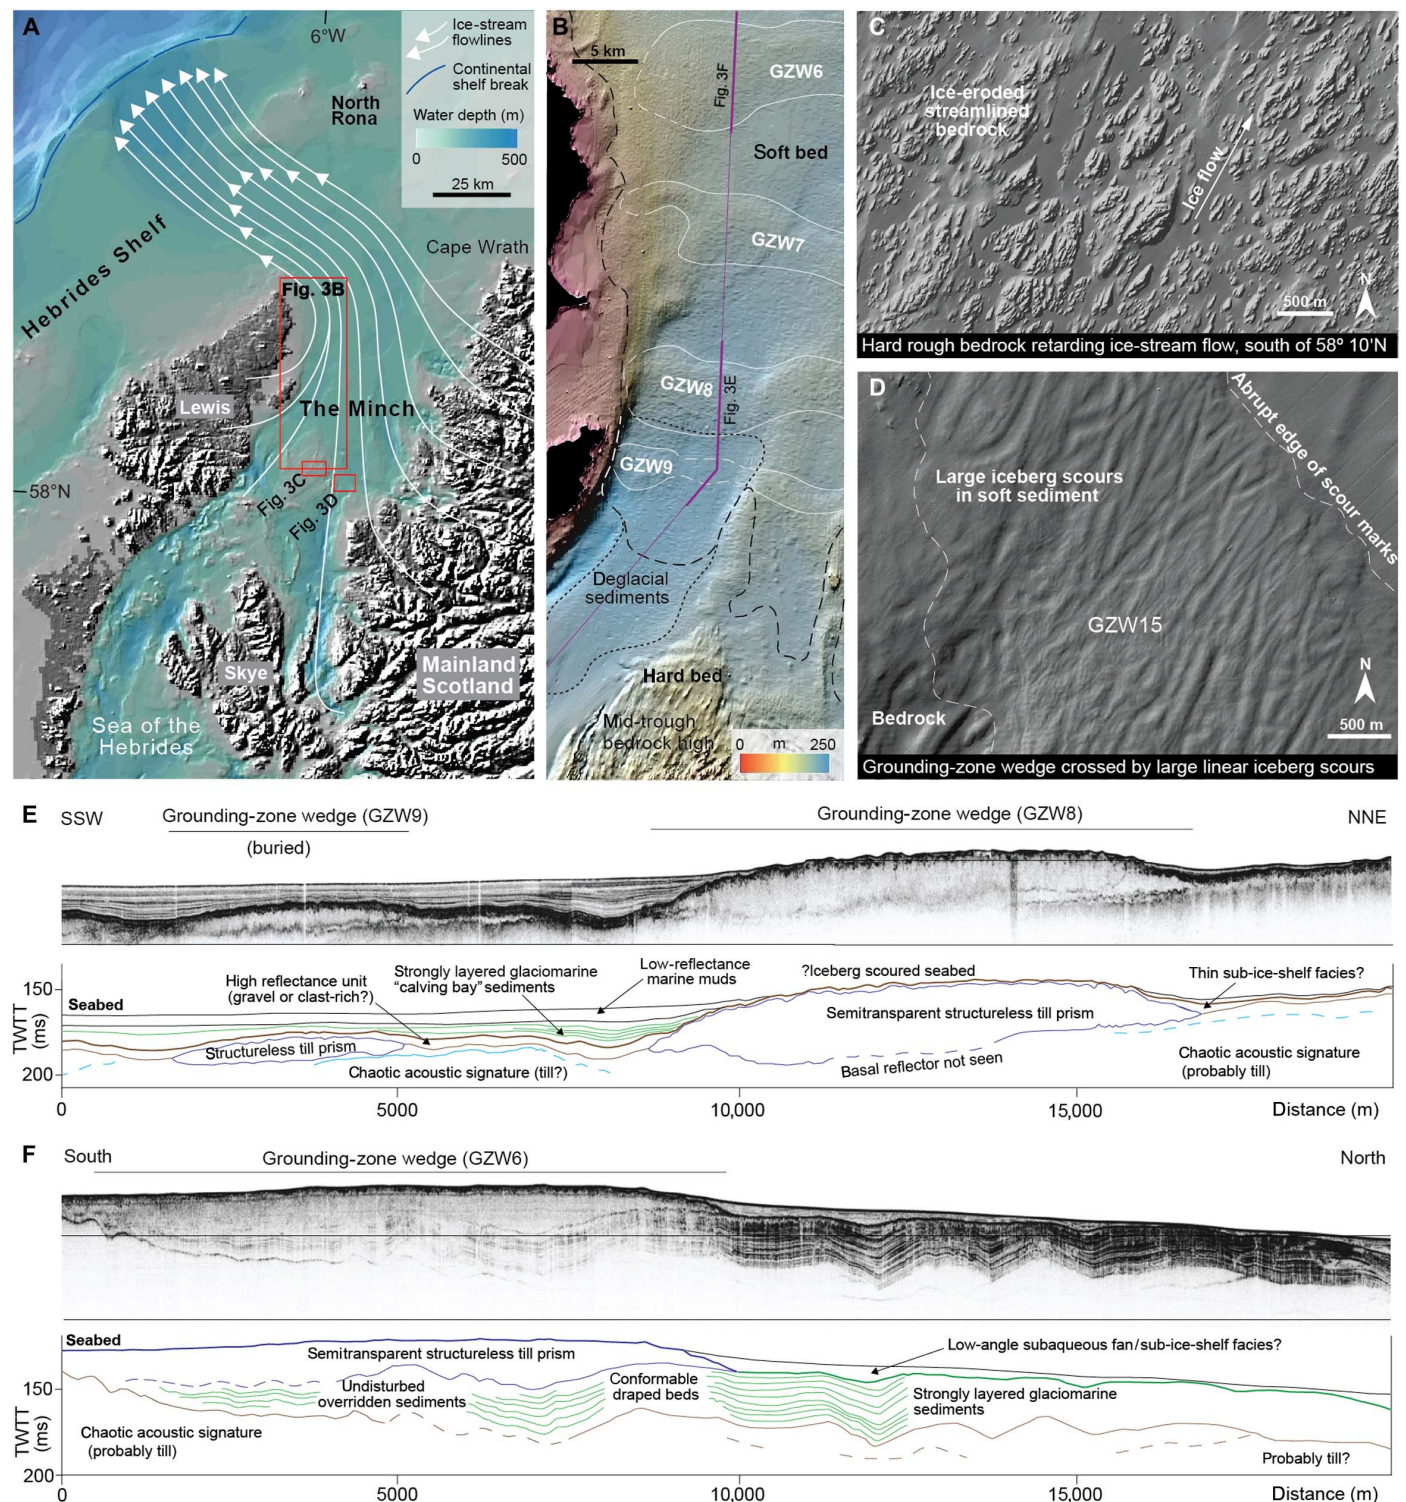 A
6°W
Ice-stream
flowlines
Continental
shelf break
Water depth (m)
0
500
25 km
North
Rona
Hebrides Shelf
Cape Wrath
Fig. 3B
Lewis
The Minch
58°N
Fig. 3C
Fig. 3D
Skye
Mainland
Scotland
Sea of the
Hebrides
B
5 km
Fig. 3F
GZW6
Soft bed
GZW7
GZW8
Fig. 3E
GZW9
Deglacial
sediments
Hard bed
Mid-trough
bedrock high
0 m 250
C
Ice-eroded
streamlined
bedrock
Ice flow
N
500 m
Hard rough bedrock retarding ice-stream flow, south of 58º 10'N
D
Abrupt edge of scour marks
Large iceberg scours
in soft sediment
GZW15
N
Bedrock
500 m
Grounding-zone wedge crossed by large linear iceberg scours
E
SSW
Grounding-zone wedge (GZW9)
(buried)
Grounding-zone wedge (GZW8)
NNE
150
200
TWTT
(ms)
Seabed
High reflectance unit
(gravel or clast-rich?)
Strongly layered glaciomarine
“calving bay” sediments
Low-reflectance
marine muds
?Iceberg scoured seabed
Thin sub-ice-shelf facies?
Semitransparent structureless till prism
Structureless till prism
Chaotic acoustic signature (till?)
Basal reflector not seen
Chaotic acoustic signature
(probably till)
0
5000
10,000
15,000
Distance (m)
F
South
Grounding-zone wedge (GZW6)
North
Seabed
Semitransparent structureless till prism
Low-angle subaqueous fan/sub-ice-shelf facies?
150
200
TWTT
(ms)
Undisturbed
overridden sediments
Conformable
draped beds
Strongly layered glaciomarine
sediments
Chaotic acoustic signature
(probably till)
Probably till?
0
5000
10,000
15,000
Distance (m)